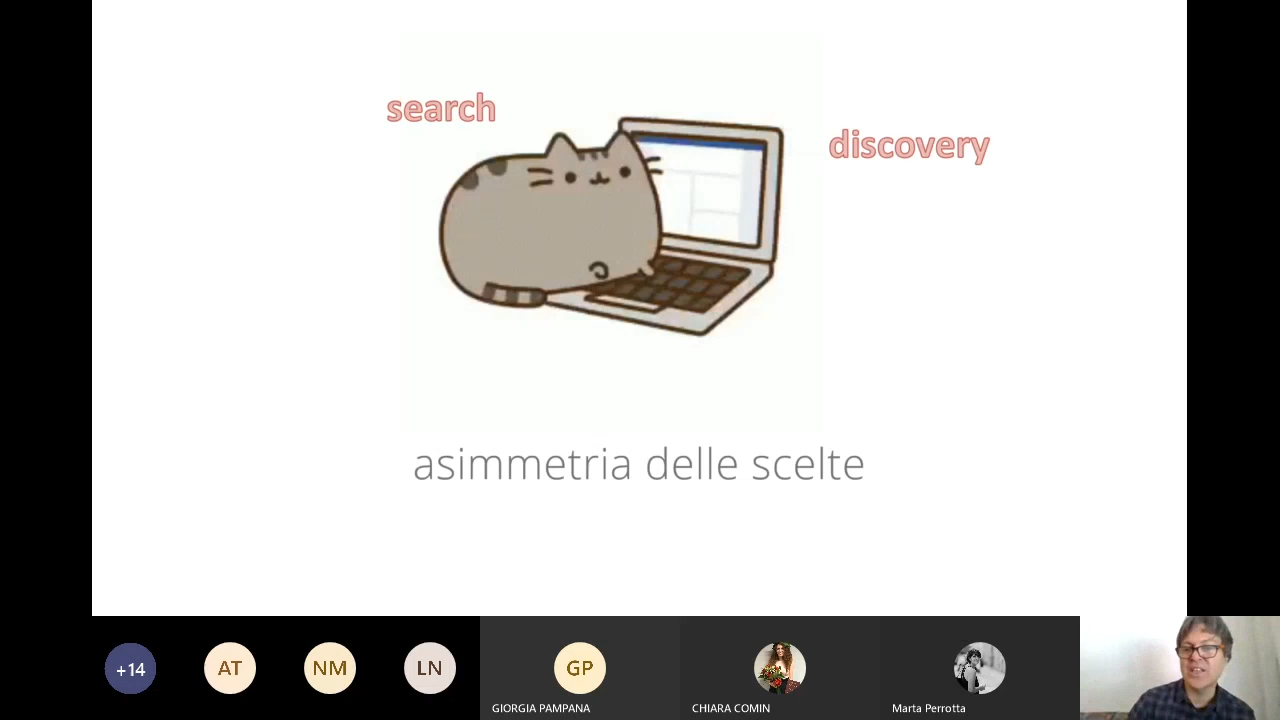 search
discovery
asimmetria delle scelte
+14
AT
NM
LN
GP
GIORGIA PAMPANA
CHIARA COMIN
Marta Perrotta